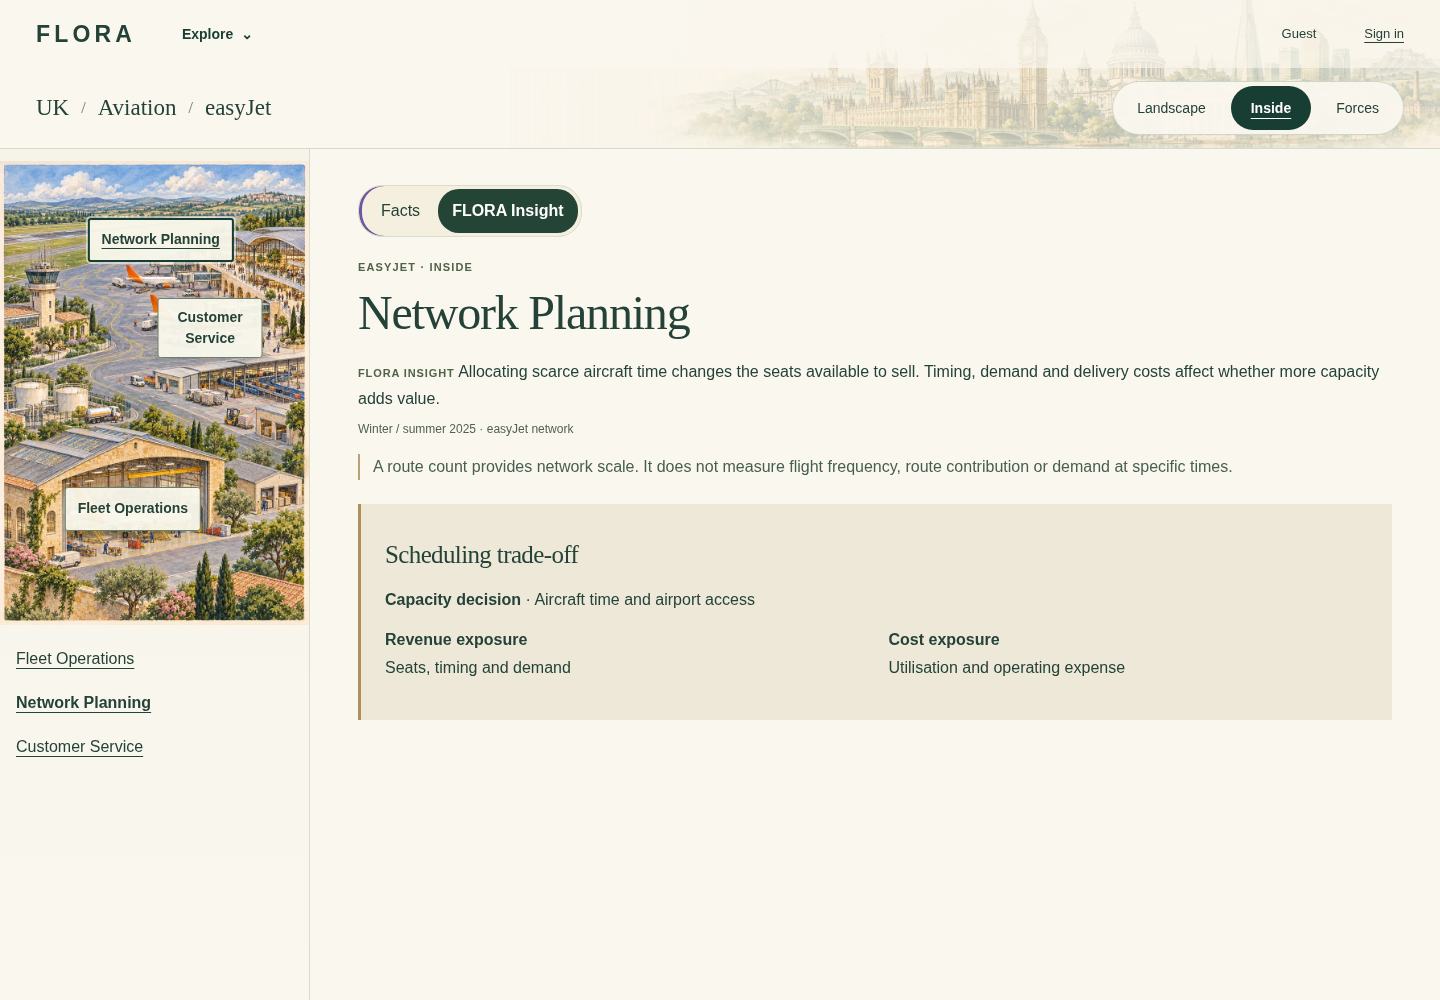 FLORA
Explore
Guest
Sign in
UK / Aviation / easyJet
Landscape
Inside
Forces
Network Planning
Customer
Service
Fleet Operations
Fleet Operations
Network Planning
Customer Service
Facts
FLORA Insight
EASYJET · INSIDE
Network Planning
FLORA INSIGHT Allocating scarce aircraft time changes the seats available to sell. Timing, demand and delivery costs affect whether more capacity
adds value.
Winter / summer 2025 · easyJet network
A route count provides network scale. It does not measure flight frequency, route contribution or demand at specific times.
Scheduling trade-off
Capacity decision · Aircraft time and airport access
Revenue exposure
Seats, timing and demand
Cost exposure
Utilisation and operating expense